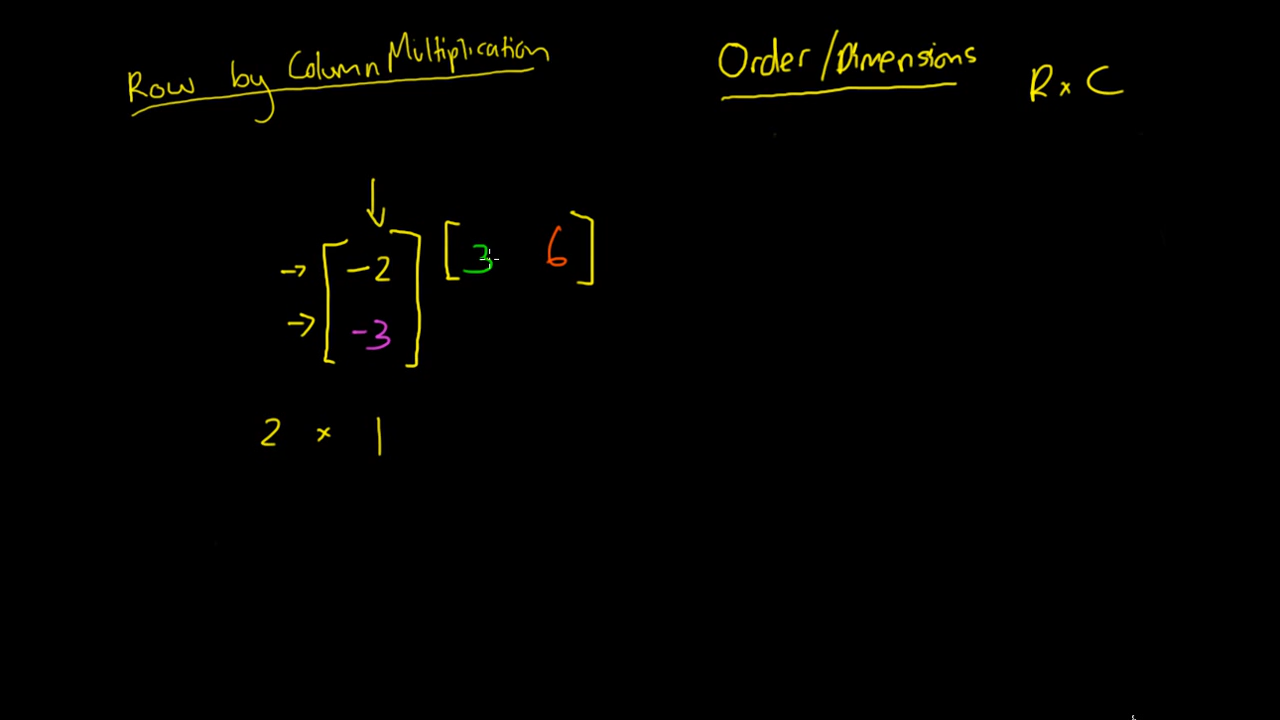 Row by Column Multiplication
Order/Dimensions R x C
-2 3 6
-3
2 x 1